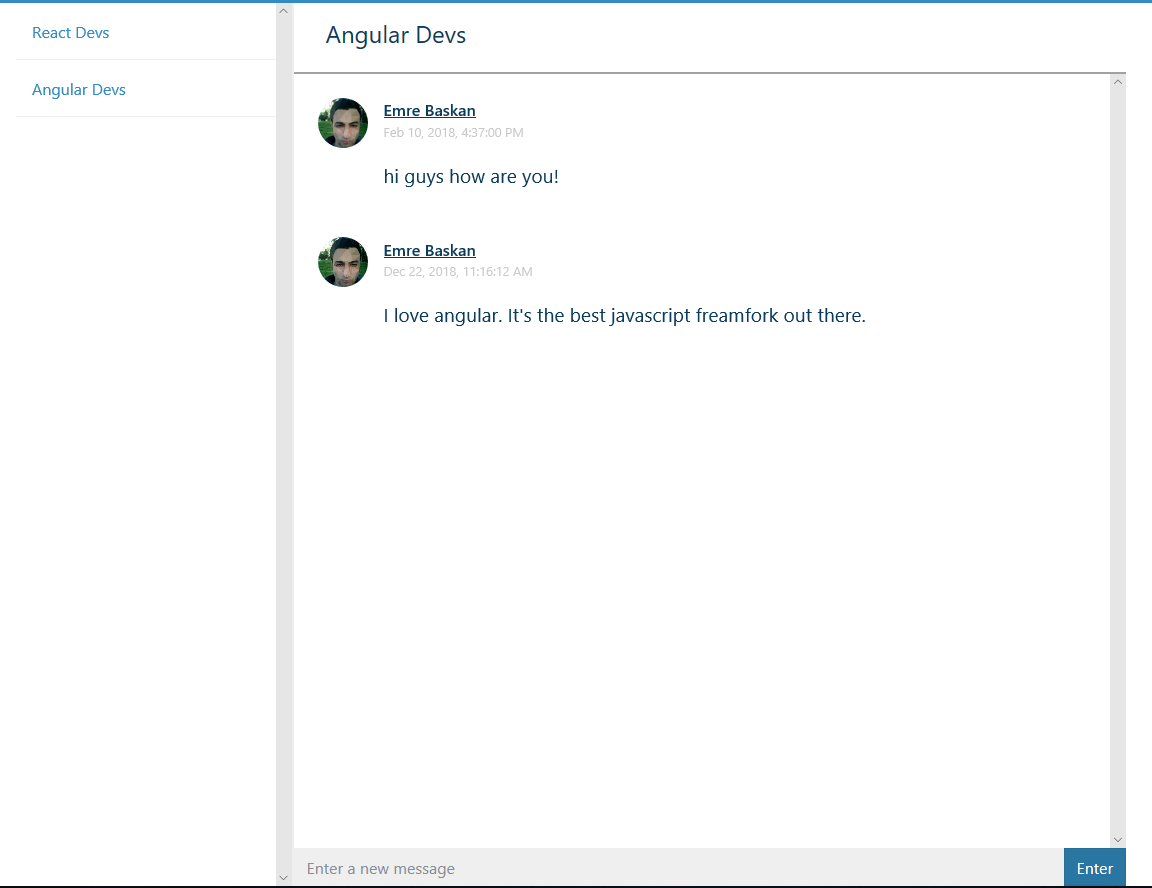 React Devs
Angular Devs
Angular Devs
Emre Baskan
Feb 10, 2018, 4:37:00 PM
hi guys how are you!
Emre Baskan
Dec 22, 2018, 11:16:12 AM
I love angular. It's the best javascript freamfork out there.
Enter a new message
Enter